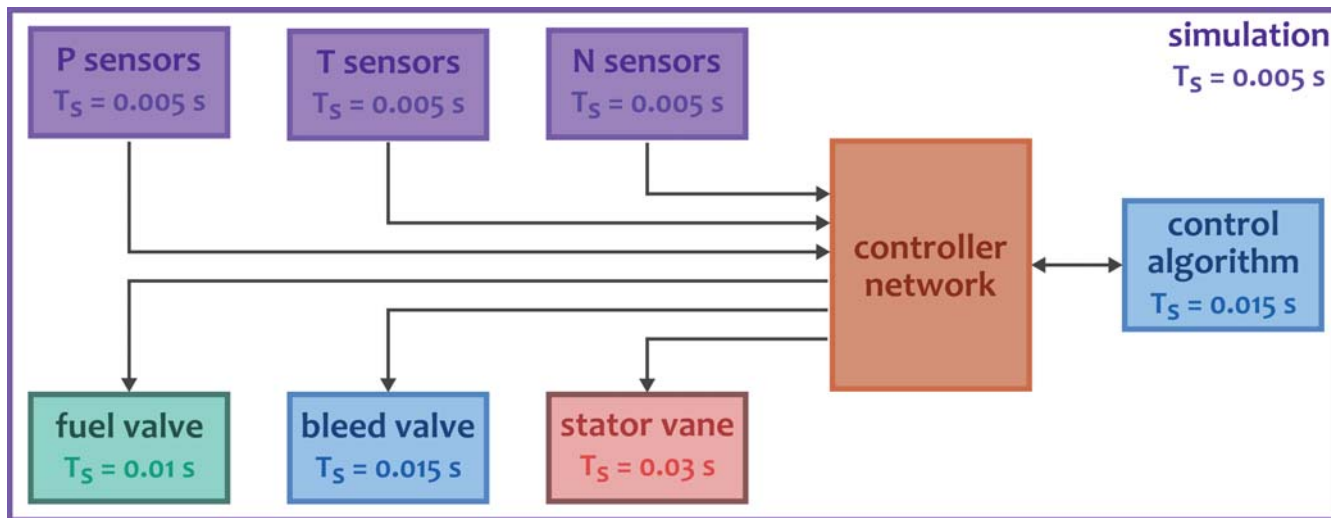 P sensors
Ts = 0.005 s
T sensors
Ts = 0.005 s
N sensors
Ts = 0.005 s
simulation
Ts = 0.005 s
controller
network
control
algorithm
Ts = 0.015 s
fuel valve
Ts = 0.01 s
bleed valve
Ts = 0.015 s
stator vane
Ts = 0.03 s